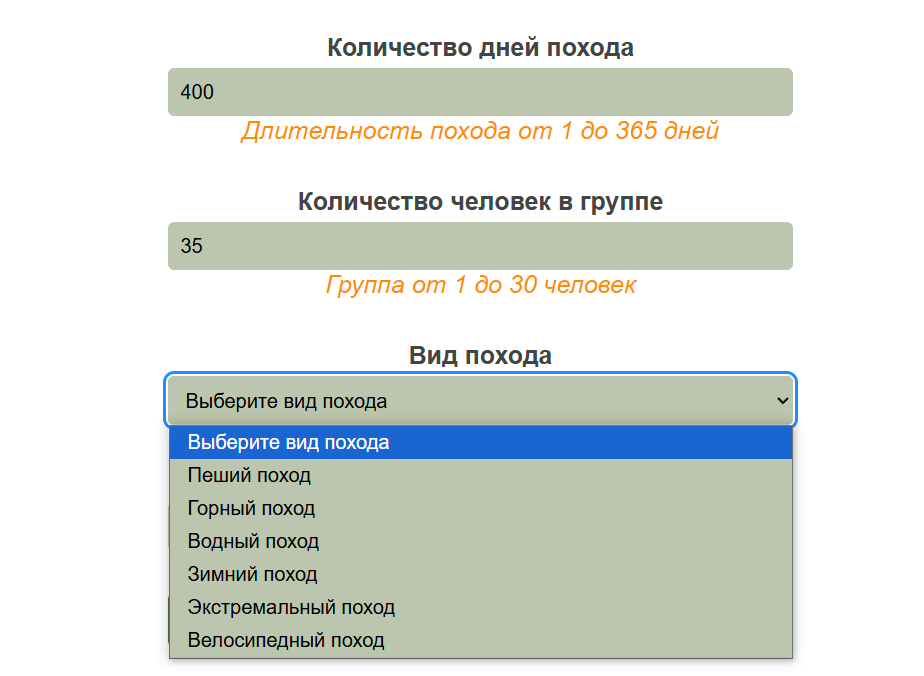 Количество дней похода
400
Длительность похода от 1 до 365 дней
Количество человек в группе
35
Группа от 1 до 30 человек
Вид похода
Выберите вид похода
Выберите вид похода
Пеший поход
Горный поход
Водный поход
Зимний поход
Экстремальный поход
Велосипедный поход